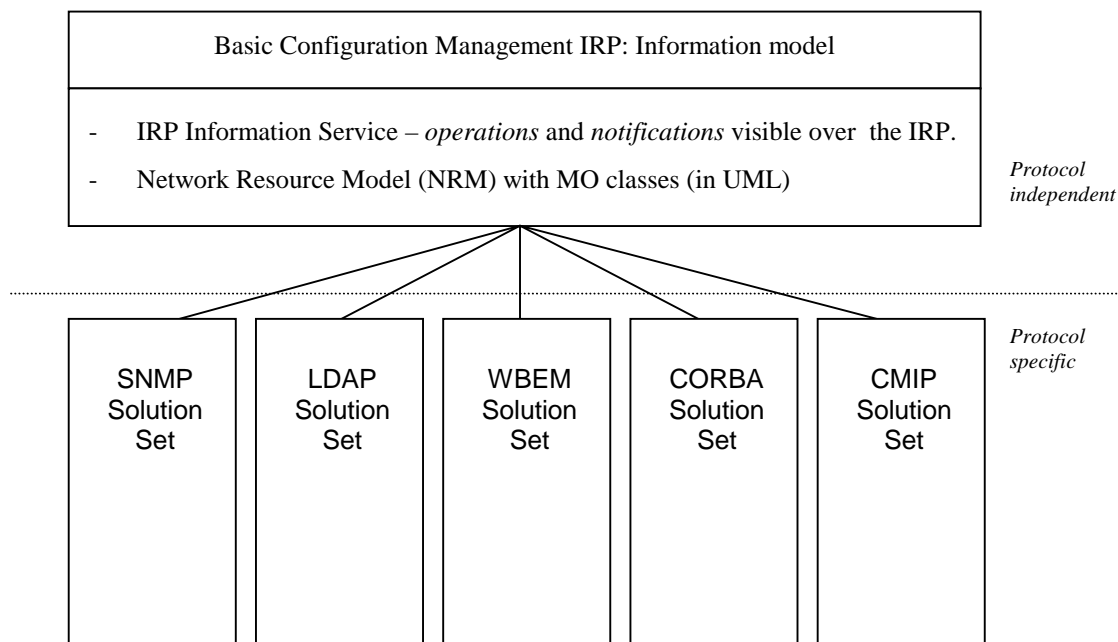 Basic Configuration Management IRP: Information model
- IRP Information Service – operations and notifications visible over the IRP.
- Network Resource Model (NRM) with MO classes (in UML)
Protocol
independent
Protocol
specific
SNMP
Solution
Set
LDAP
Solution
Set
WBEM
Solution
Set
CORBA
Solution
Set
CMIP
Solution
Set